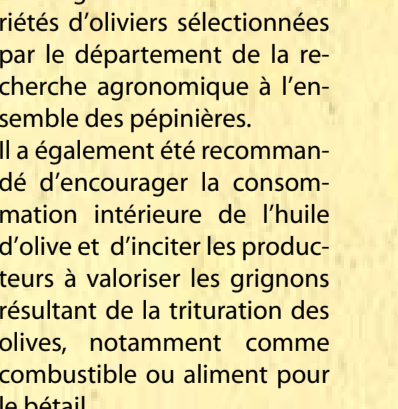 riétés d'oliviers sélectionnées
par le département de la re-
cherche agronomique à l'en-
semble des pépinières.
Il a également été recomman-
dé d'encourager la consom-
mation intérieure de l'huile
d'olive et d'inciter les produc-
teurs à valoriser les grignons
résultant de la trituration des
olives, notamment comme
combustible ou aliment pour
le bétail